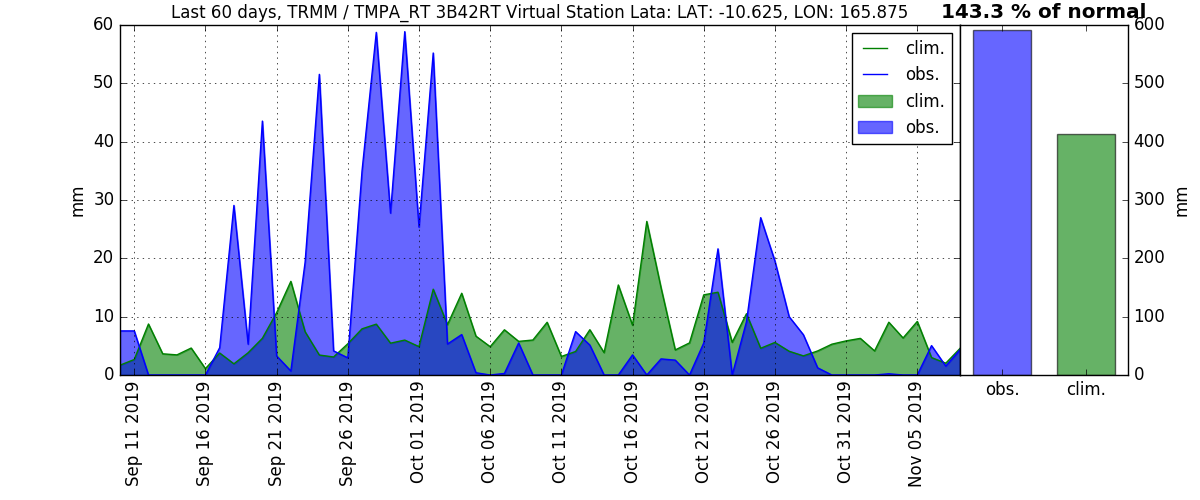 Last 60 days, TRMM / TMPA_RT 3B42RT Virtual Station Lata: LAT: -10.625, LON: 165.875
143.3 % of normal
mm
60
50
40
30
20
10
0
clim.
obs.
clim.
obs.
Sep 11 2019
Sep 16 2019
Sep 21 2019
Sep 26 2019
Oct 01 2019
Oct 06 2019
Oct 11 2019
Oct 16 2019
Oct 21 2019
Oct 26 2019
Oct 31 2019
Nov 05 2019
600
500
400
300
200
100
0
mm
obs.
clim.